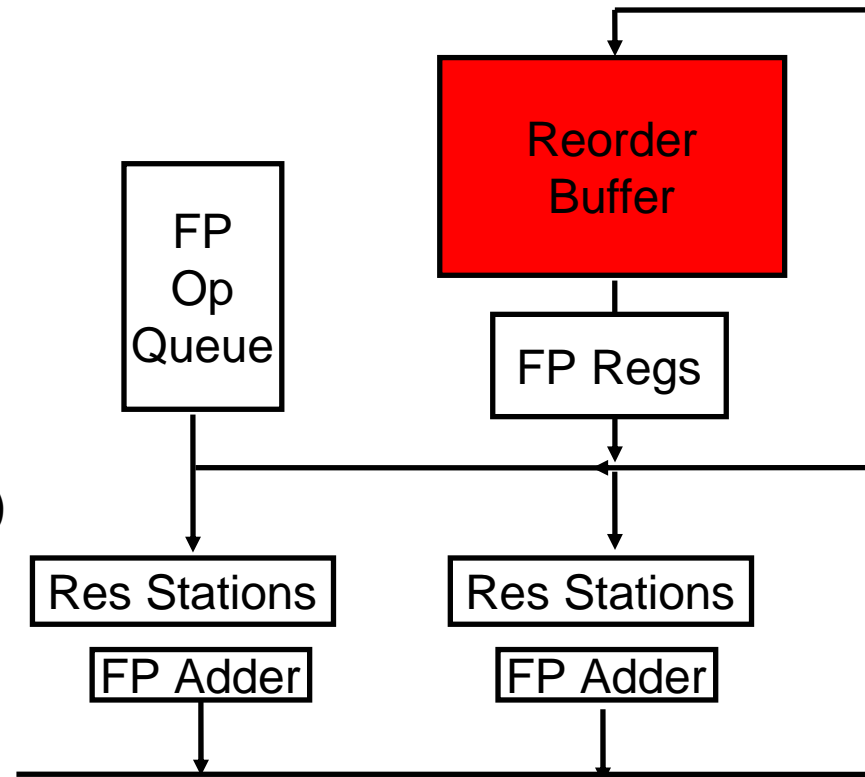 Reorder
Buffer
FP
Op
Queue
FP Regs
)
Res Stations
Res Stations
FP Adder
FP Adder